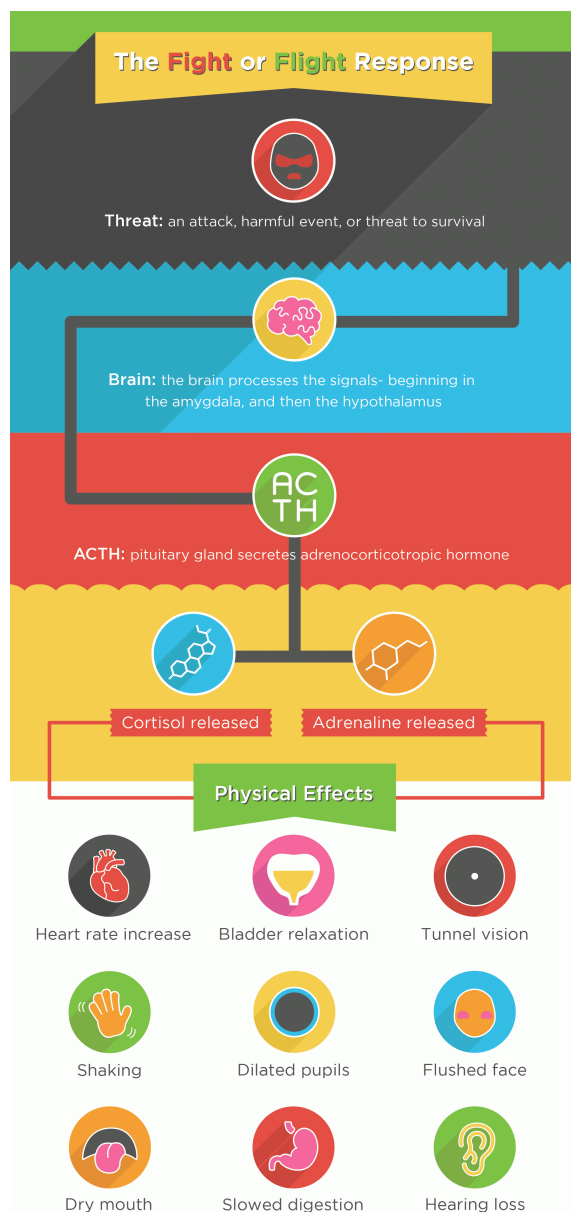 The Fight or Flight Response
Threat: an attack, harmful event, or threat to survival
Brain: the brain processes the signals- beginning in
the amygdala, and then the hypothalamus
AC
TH
ACTH: pituitary gland secretes adrenocorticotropic hormone
Cortisol released
Adrenaline released
Physical Effects
Heart rate increase
Bladder relaxation
Tunnel vision
Shaking
Dilated pupils
Flushed face
Dry mouth
Slowed digestion
Hearing loss